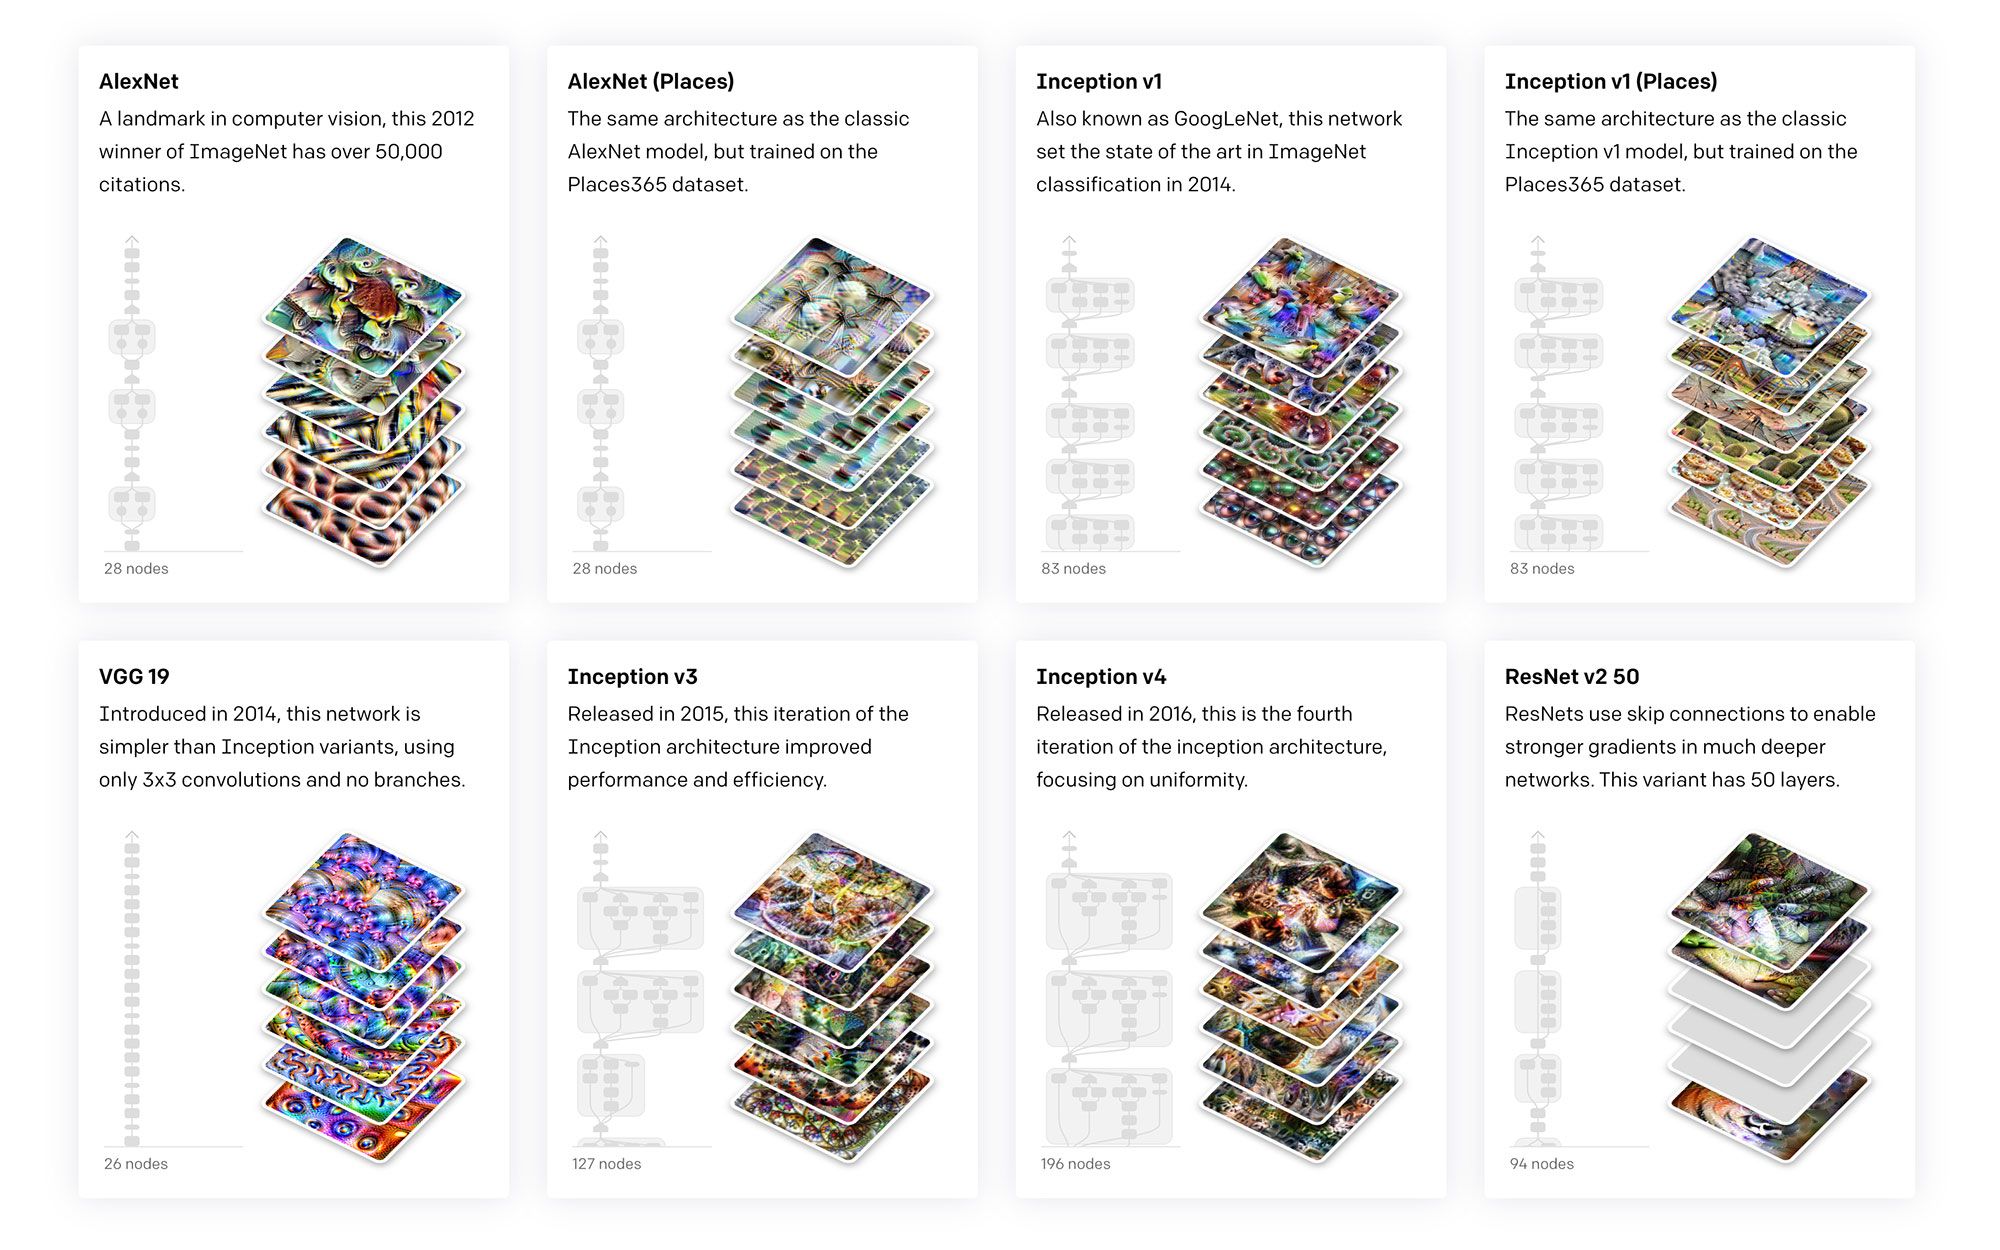 AlexNet
A landmark in computer vision, this 2012
winner of ImageNet has over 50,000
citations.
28 nodes
AlexNet (Places)
The same architecture as the classic
AlexNet model, but trained on the
Places365 dataset.
28 nodes
Inception v1
Also known as GoogLeNet, this network
set the state of the art in ImageNet
classification in 2014.
83 nodes
Inception v1 (Places)
The same architecture as the classic
Inception v1 model, but trained on the
Places365 dataset.
83 nodes
VGG 19
Introduced in 2014, this network is
simpler than Inception variants, using
only 3x3 convolutions and no branches.
26 nodes
Inception v3
Released in 2015, this iteration of the
Inception architecture improved
performance and efficiency.
127 nodes
Inception v4
Released in 2016, this is the fourth
iteration of the inception architecture,
focusing on uniformity.
196 nodes
ResNet v2 50
ResNets use skip connections to enable
stronger gradients in much deeper
networks. This variant has 50 layers.
94 nodes